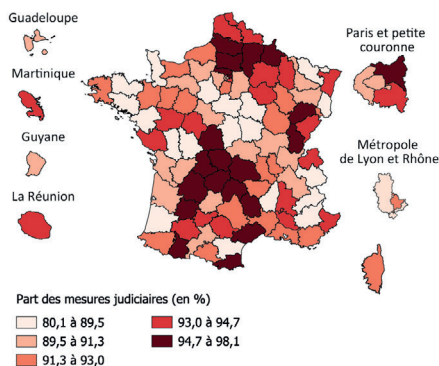 Guadeloupe
Martinique
Guyane
La Réunion
Paris et petite
couronne
Métropole
de Lyon et Rhône
Part des mesures judiciaires (en %)
80,1 à 89,5
89,5 à 91,3
91,3 à 93,0
93,0 à 94,7
94,7 à 98,1